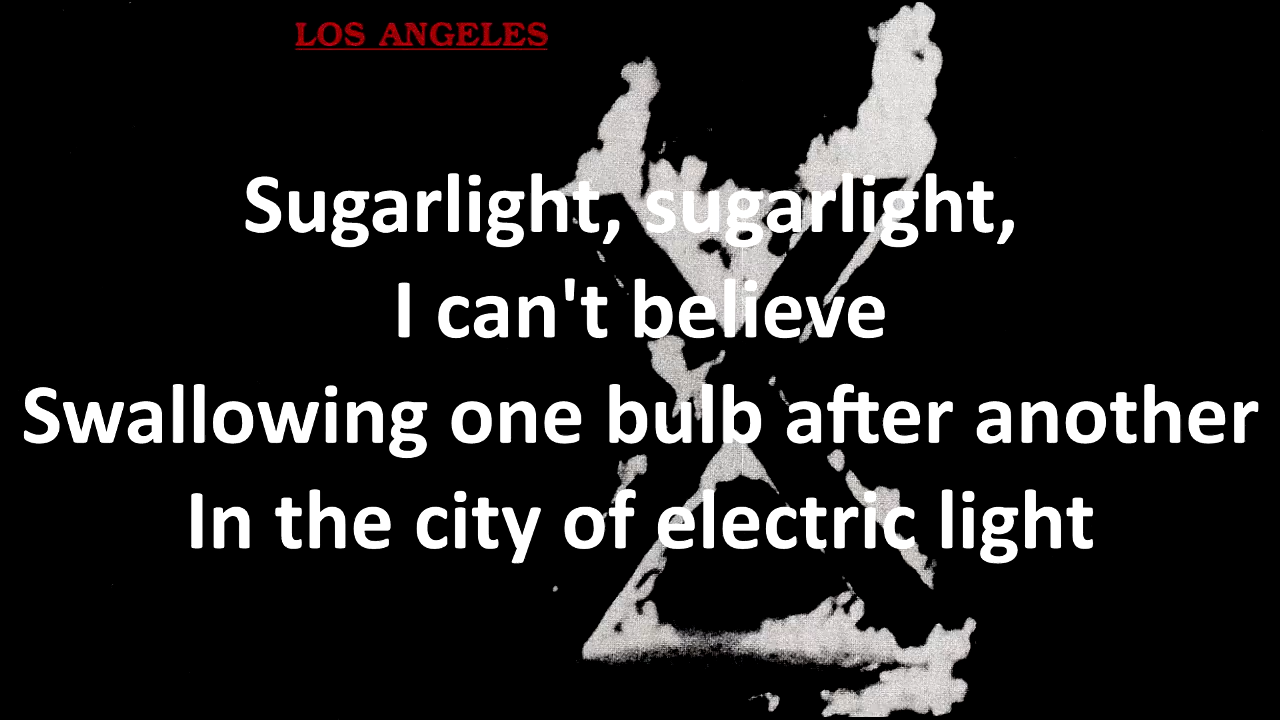 LOS ANGELES
Sugarlight, sugarlight,
I can't believe
Swallowing one bulb after another
In the city of electric light